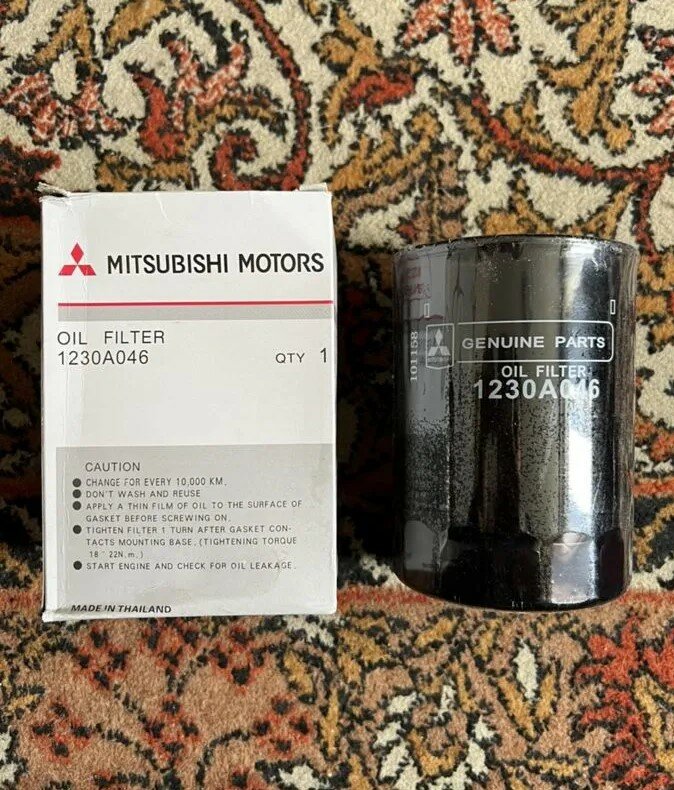 MITSUBISHI MOTORS
OIL FILTER
1230A046
QTY 1
CAUTION
● CHANGE FOR EVERY 10,000 KM.
● DON'T WASH AND REUSE
● APPLY A THIN FILM OF OIL TO THE SURFACE OF
GASKET BEFORE SCREWING ON.
● TIGHTEN FILTER 1 TURN AFTER GASKET CON-
TACTS MOUNTING BASE. (TIGHTENING TORQUE
18~22N.m.)
● START ENGINE AND CHECK FOR OIL LEAKAGE.
MADE IN THAILAND
101158
GENUINE PARTS
OIL FILTER
1230A046